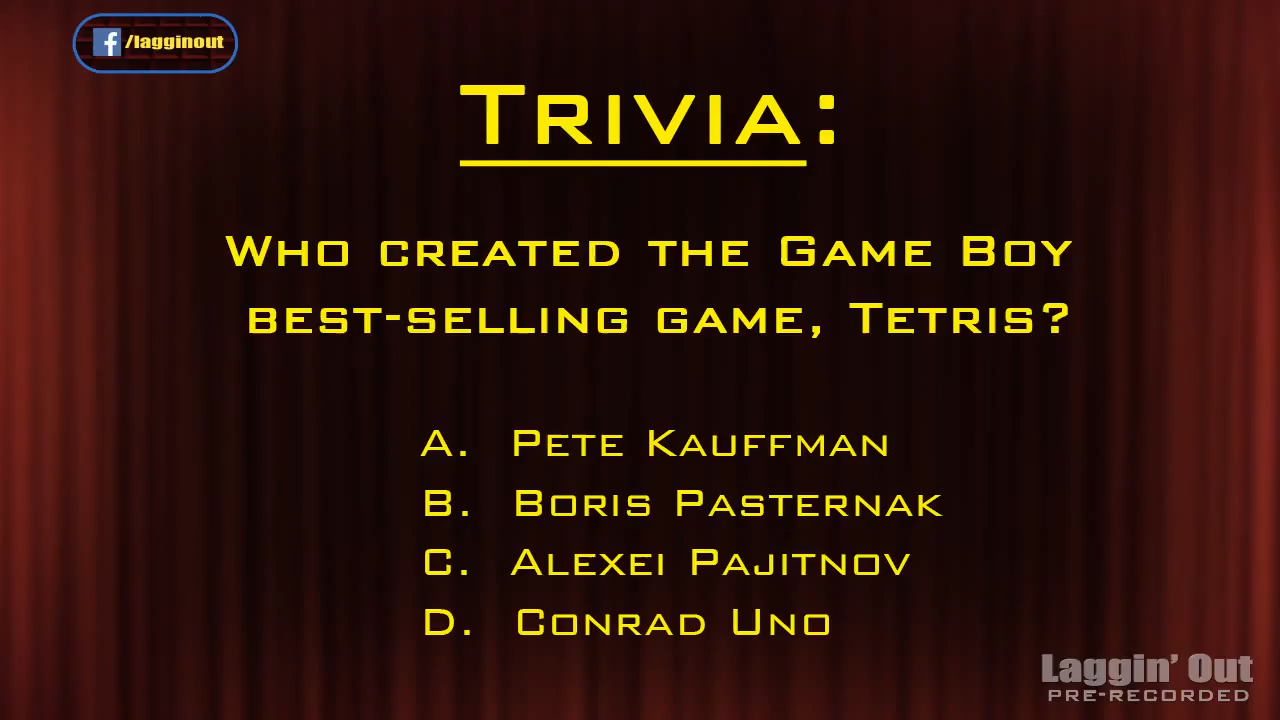 /lagginout
Trivia:
Who created the Game Boy
best-selling game, Tetris?
A. Pete Kauffman
B. Boris Pasternak
C. Alexei Pajitnov
D. Conrad Uno
Laggin' Out
PRE-RECORDED